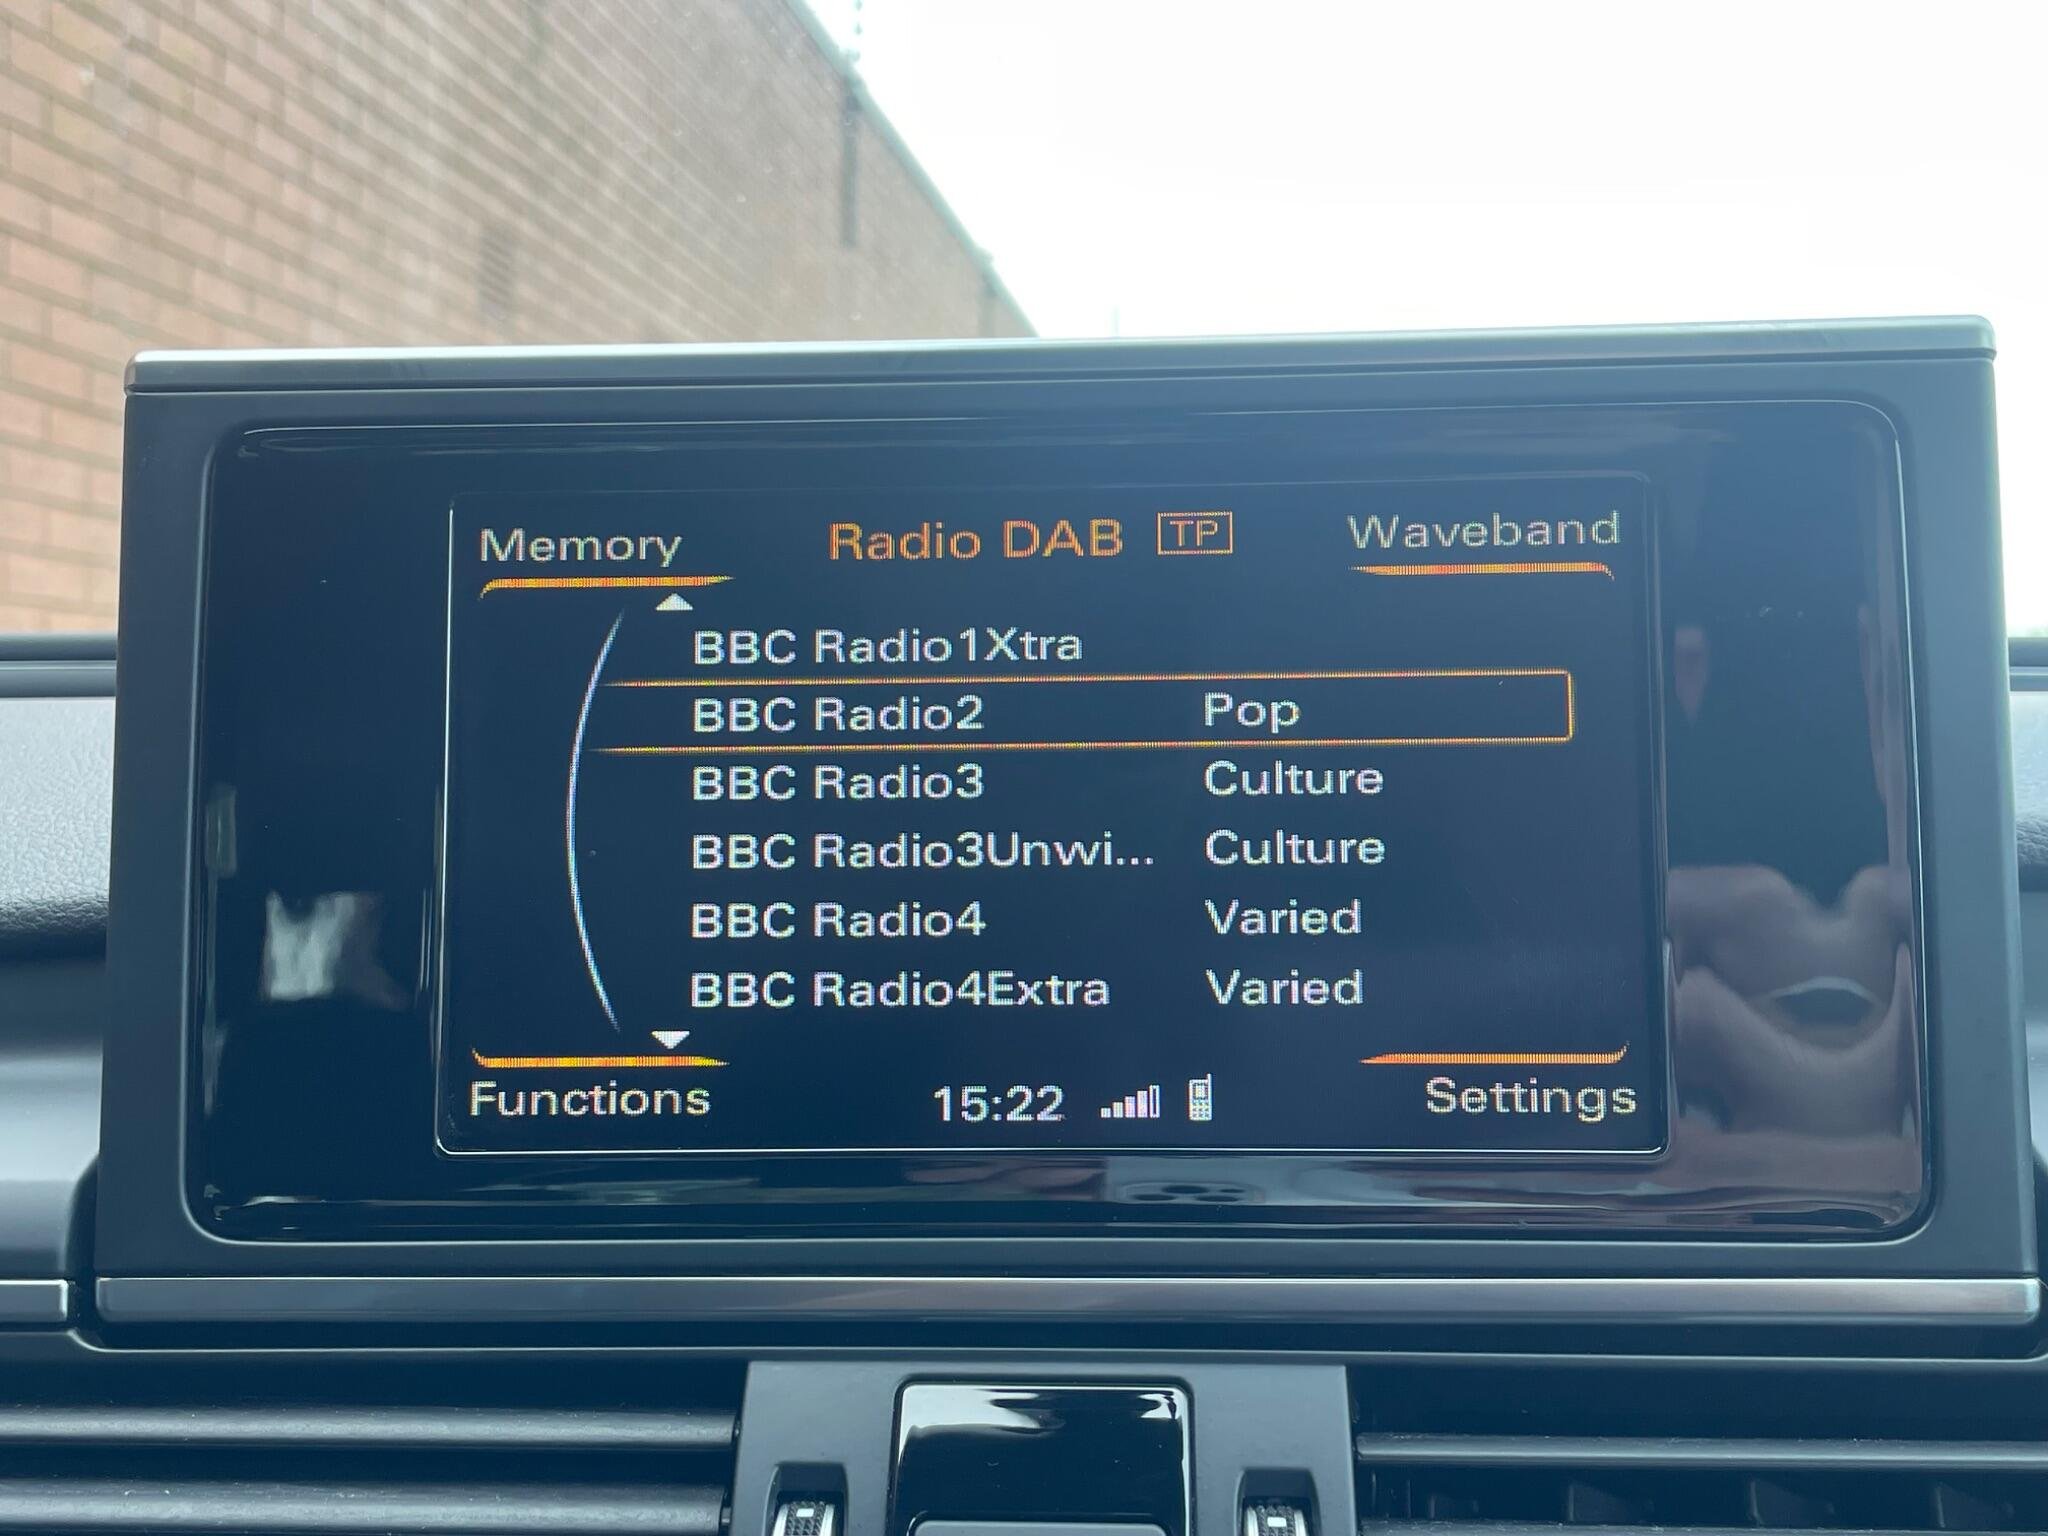 Memory Radio DAB TP Waveband
BBC Radio1Xtra
BBC Radio2 Pop
BBC Radio3 Culture
BBC Radio3Unwi... Culture
BBC Radio4 Varied
BBC Radio4Extra Varied
Functions 15:22 Settings